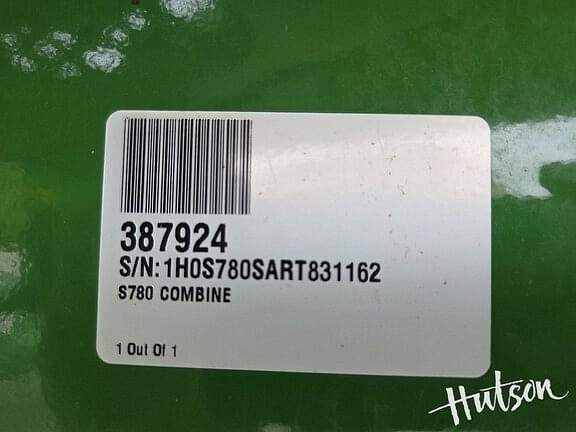 387924
S/N:1H0S780SART831162
S780 COMBINE
1 Out Of 1
Hutson